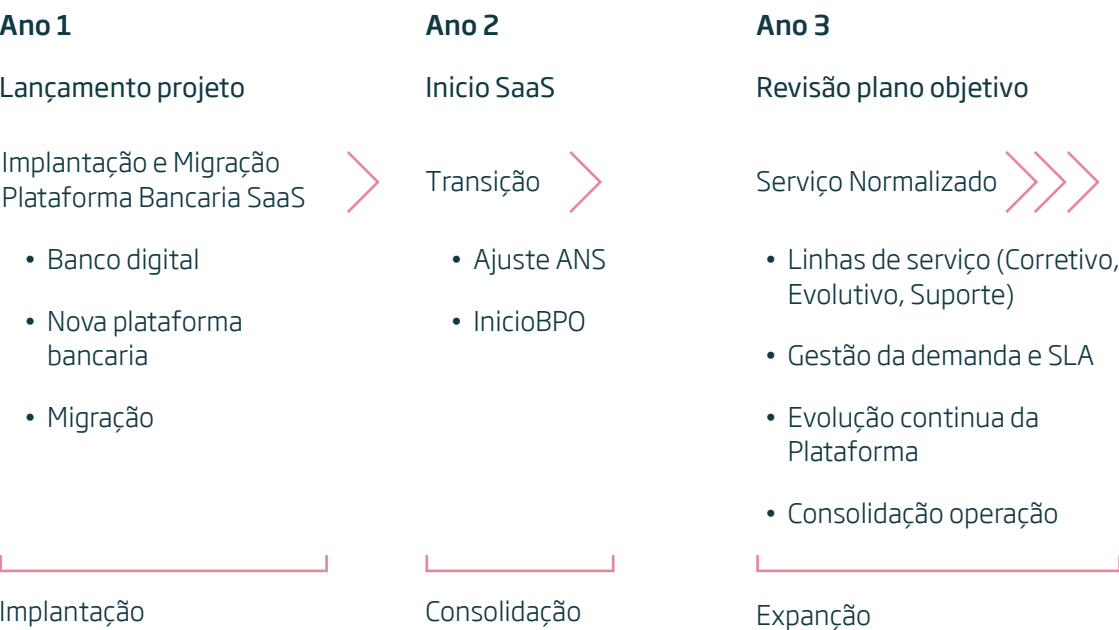 Ano 1
Lançamento projeto
Implantação e Migração
Plataforma Bancaria SaaS
• Banco digital
• Nova plataforma
bancaria
• Migração
Implantação
Ano 2
Inicio SaaS
Transição
• Ajuste ANS
• InicioBPO
Consolidação
Ano 3
Revisão plano objetivo
Serviço Normalizado
• Linhas de serviço (Corretivo,
Evolutivo, Suporte)
• Gestão da demanda e SLA
• Evolução continua da
Plataforma
• Consolidação operação
Expanção